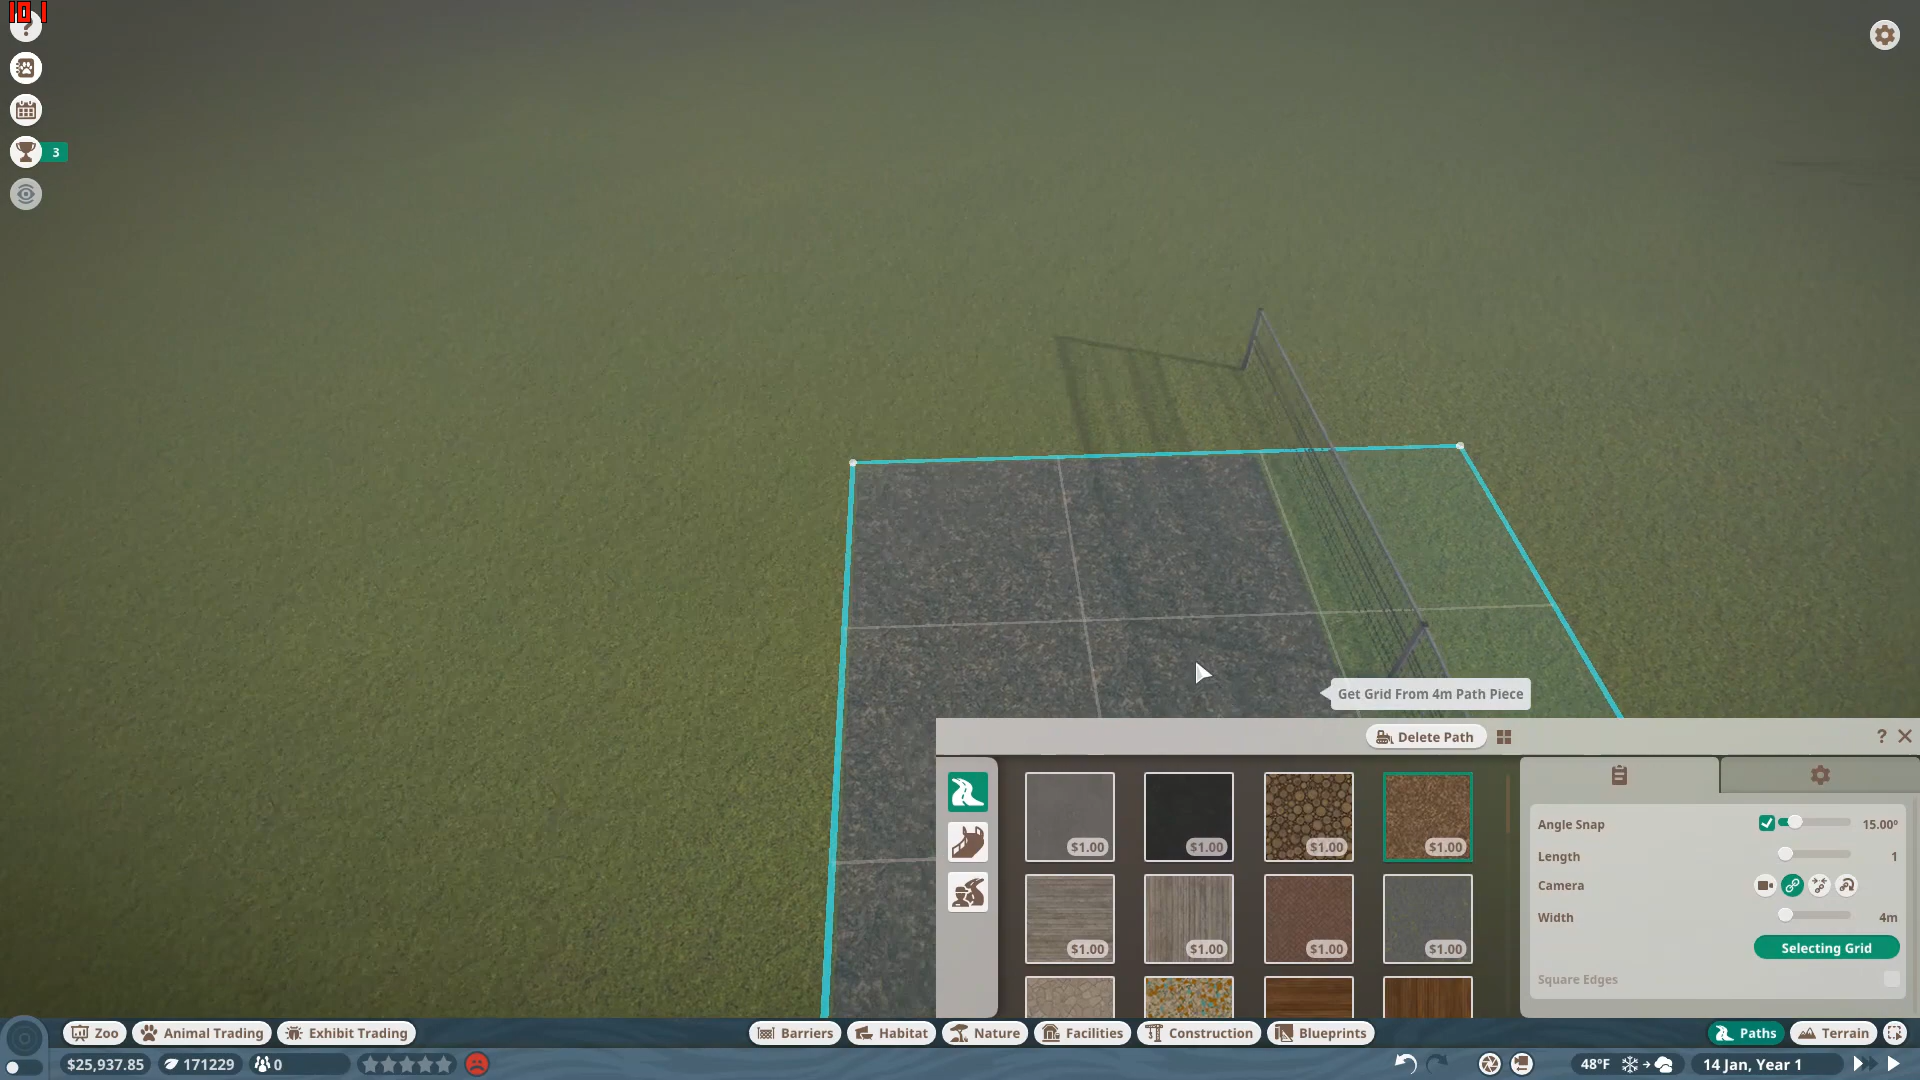 101
?
3
Get Grid From 4m Path Piece
Delete Path
?
$1.00
$1.00
$1.00
$1.00
$1.00
$1.00
$1.00
$1.00
Angle Snap
15.00º
Length
1
Camera
Width
4m
Selecting Grid
Square Edges
Zoo
Animal Trading
Exhibit Trading
Barriers
Habitat
Nature
Facilities
Construction
Blueprints
Paths
Terrain
$25,937.85
171229
0
48°F
14 Jan, Year 1